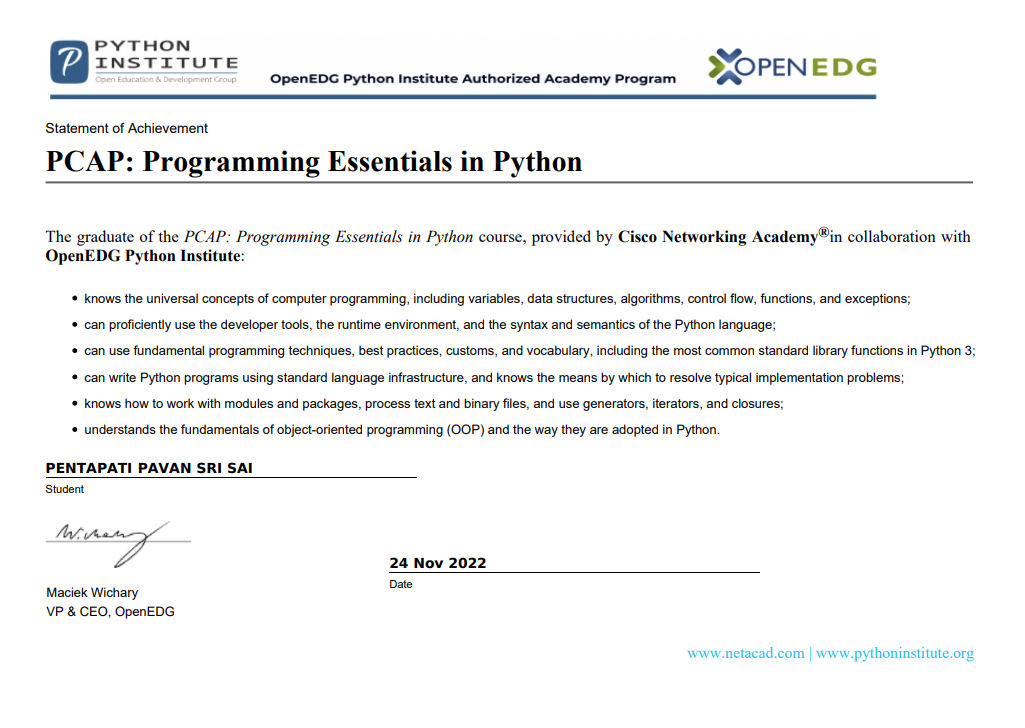 PYTHON
INSTITUTE
Open Education & Development Group
OpenEDG Python Institute Authorized Academy Program
OPENEDG
Statement of Achievement
PCAP: Programming Essentials in Python
The graduate of the PCAP: Programming Essentials in Python course, provided by Cisco Networking Academy®in collaboration with
OpenEDG Python Institute:
• knows the universal concepts of computer programming, including variables, data structures, algorithms, control flow, functions, and exceptions;
• can proficiently use the developer tools, the runtime environment, and the syntax and semantics of the Python language;
• can use fundamental programming techniques, best practices, customs, and vocabulary, including the most common standard library functions in Python 3;
• can write Python programs using standard language infrastructure, and knows the means by which to resolve typical implementation problems;
• knows how to work with modules and packages, process text and binary files, and use generators, iterators, and closures;
• understands the fundamentals of object-oriented programming (OOP) and the way they are adopted in Python.
PENTAPATI PAVAN SRI SAI
Student
W.chary
24 Nov 2022
Date
Maciek Wichary
VP & CEO, OpenEDG
www.netacad.com | www.pythoninstitute.org